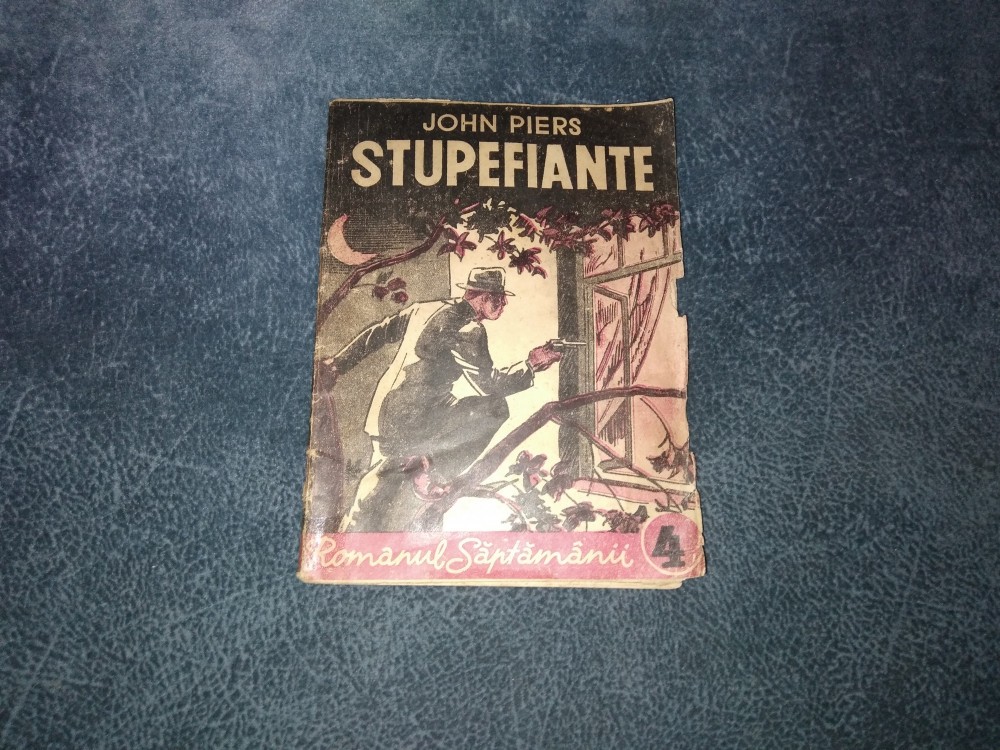 JOHN PIERS
STUPEFIANTE
Romanul Săptămânii
4